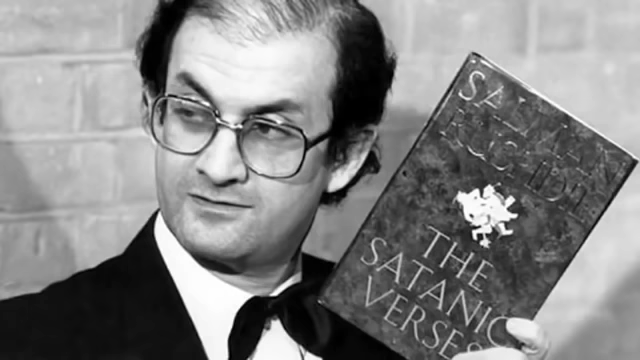 SALMAN
RUSHDIE
THE
SATANIC
VERSES